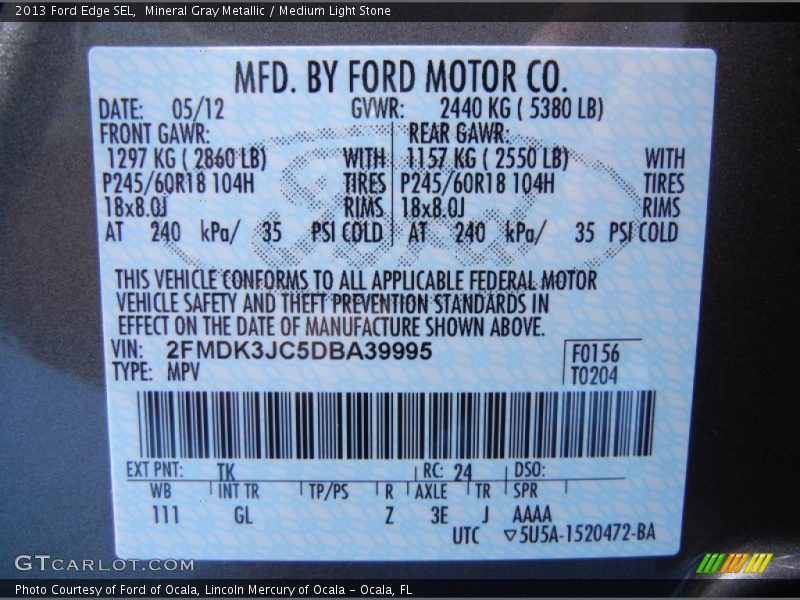 2013 Ford Edge SEL,  Mineral Gray Metallic / Medium Light Stone
MFD. BY FORD MOTOR CO.
DATE: 05/12 GVWR: 2440 KG ( 5380 LB)
FRONT GAWR: REAR GAWR:
1297 KG ( 2860 LB) WITH 1157 KG ( 2550 LB) WITH
P245/60R18 104H TIRES P245/60R18 104H TIRES
18x8.0J RIMS 18x8.0J RIMS
AT 240 kPa/ 35 PSI COLD AT 240 kPa/ 35 PSI COLD
THIS VEHICLE CONFORMS TO ALL APPLICABLE FEDERAL MOTOR
VEHICLE SAFETY AND THEFT PREVENTION STANDARDS IN
EFFECT ON THE DATE OF MANUFACTURE SHOWN ABOVE.
VIN: 2FMDK3JC5DBA39995 F0156
TYPE: MPV T0204
EXT PNT: TK RC: 24 DSO:
WB INT TR TP/PS R AXLE TR SPR
111 GL Z 3E J AAAA
UTC ▽5U5A-1520472-BA
GTCARLOT.COM
Photo Courtesy of Ford of Ocala, Lincoln Mercury of Ocala – Ocala, FL